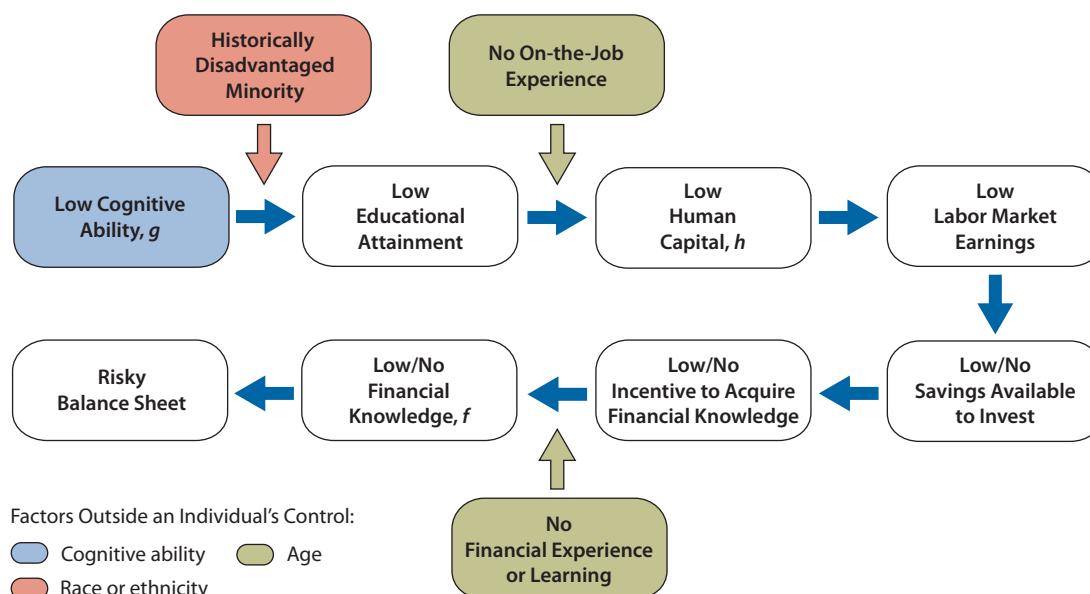 Historically
Disadvantaged
Minority
No On-the-Job
Experience
Low Cognitive
Ability, g
Low
Educational
Attainment
Low
Human
Capital, h
Low
Labor Market
Earnings
Risky
Balance Sheet
Low/No
Financial
Knowledge, f
Low/No
Incentive to Acquire
Financial Knowledge
Low/No
Savings Available
to Invest
Factors Outside an Individual’s Control:
Cognitive ability
Age
Race or ethnicity
No
Financial Experience
or Learning